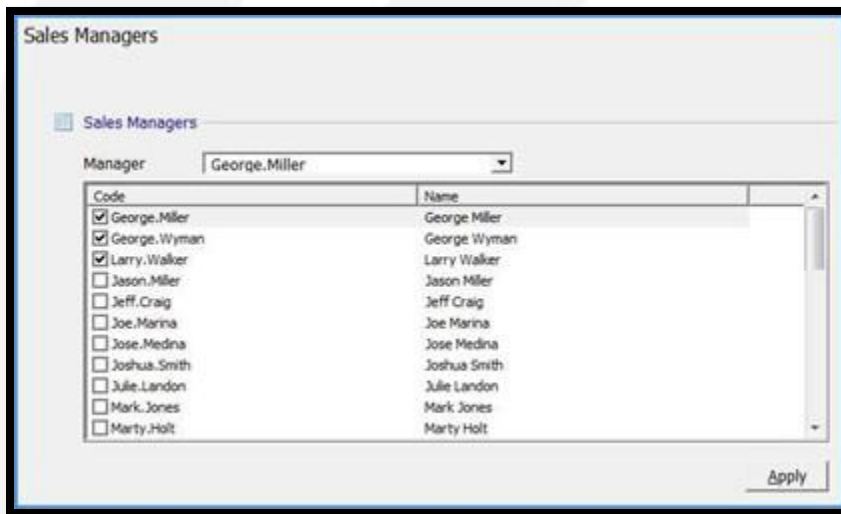 Sales Managers
Sales Managers
Manager George.Miller
Code Name
George.Miller George Miller
George.Wyman George Wyman
Larry.Walker Larry Walker
Jason.Miller Jason Miller
Jeff.Craig Jeff Craig
Joe.Marina Joe Marina
Jose.Medina Jose Medina
Joshua.Smith Joshua Smith
Julie.Landon Julie Landon
Mark.Jones Mark Jones
Marty.Holt Marty Holt
Apply